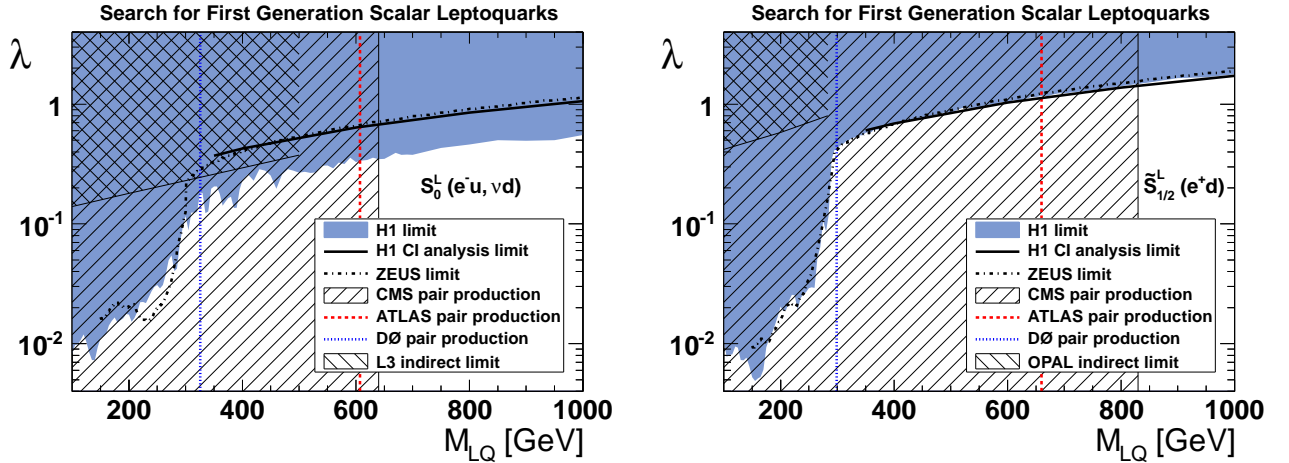 Search for First Generation Scalar Leptoquarks
λ
1
10⁻¹
10⁻²
S₀ᴸ (e⁻u, νd)
H1 limit
H1 CI analysis limit
ZEUS limit
CMS pair production
ATLAS pair production
DØ pair production
L3 indirect limit
200 400 600 800 1000
M_LQ [GeV]
Search for First Generation Scalar Leptoquarks
λ
1
10⁻¹
10⁻²
S̃₁/₂ᴸ (e⁺d)
H1 limit
H1 CI analysis limit
ZEUS limit
CMS pair production
ATLAS pair production
DØ pair production
OPAL indirect limit
200 400 600 800 1000
M_LQ [GeV]